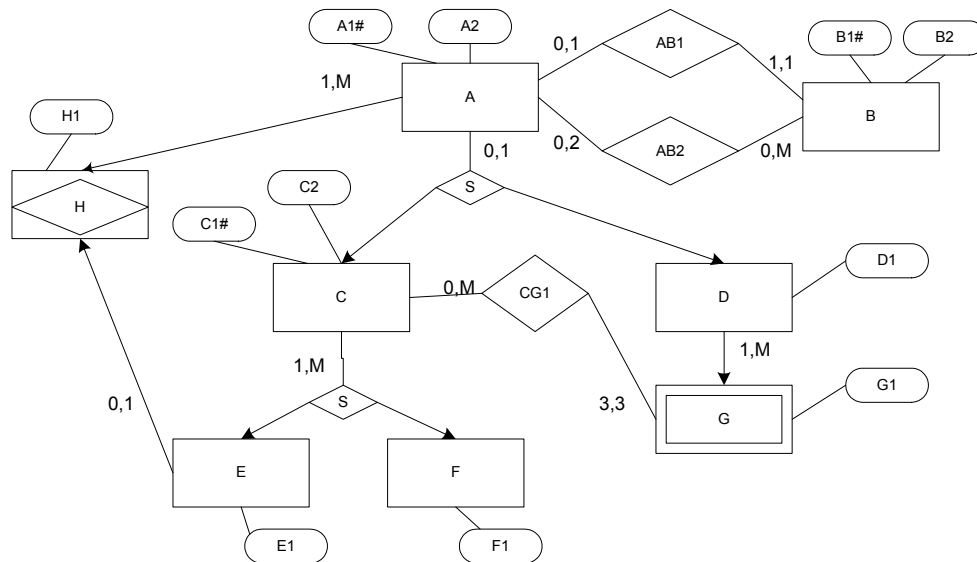 A1#
A2
B1#
B2
AB1
0,1
1,1
1,M
A
B
H1
0,2
AB2
0,M
0,1
S
C2
H
C1#
D1
C
0,M
CG1
D
1,M
1,M
G1
S
0,1
3,3
G
E
F
E1
F1